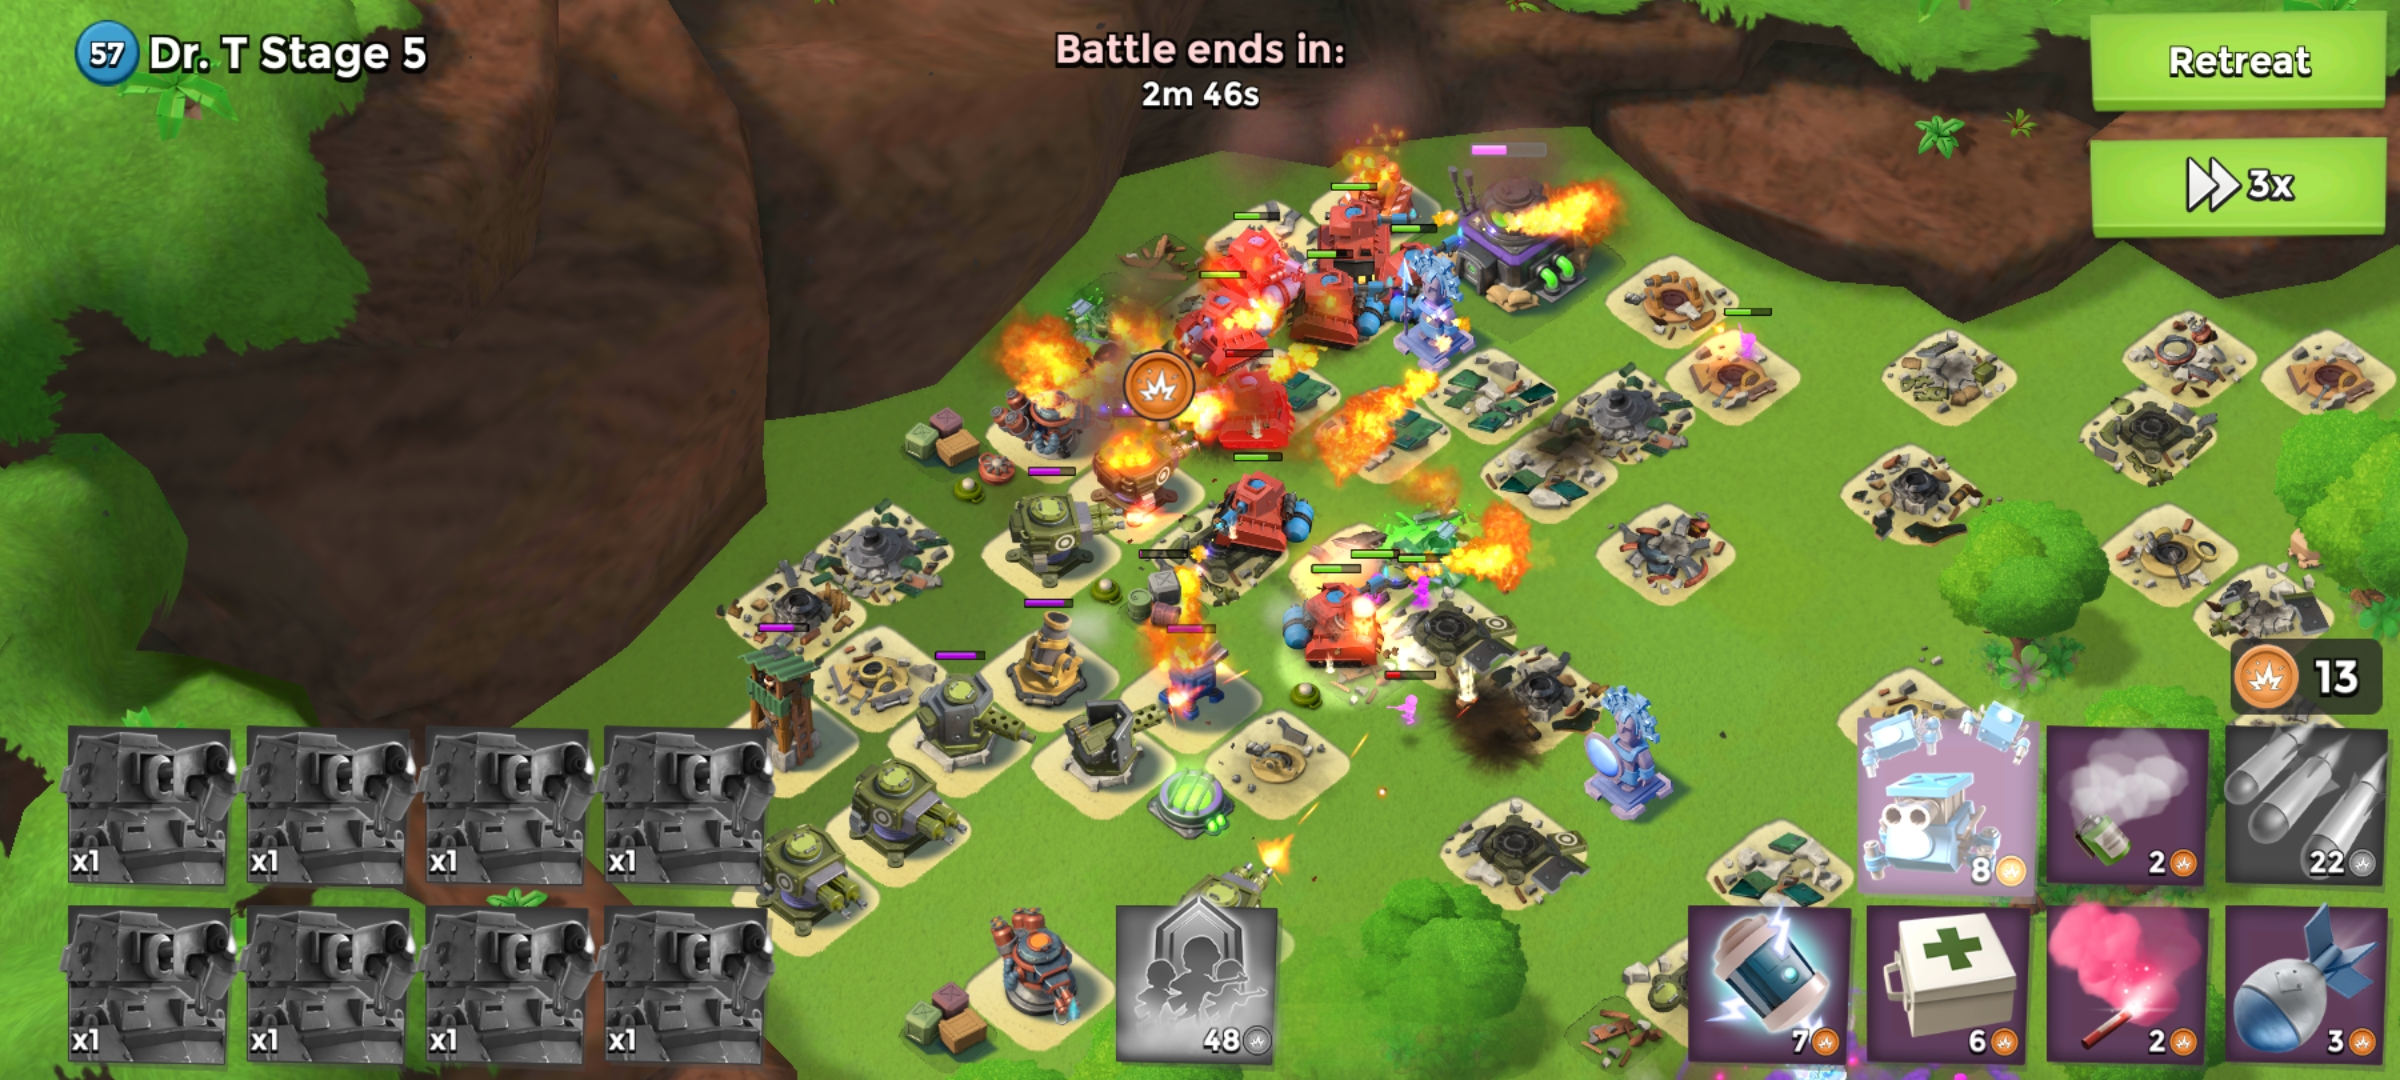 57 Dr. T Stage 5
Battle ends in:
2m 46s
Retreat
3x
13
x1 x1 x1 x1
8 2 22
x1 x1 x1 x1
48
7 6 2 3